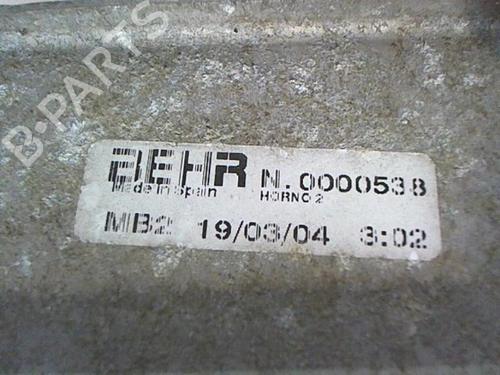 B-PARTS
BEHR N.0000538
Made in Spain HORNO 2
MB2 19/03/04 3:02